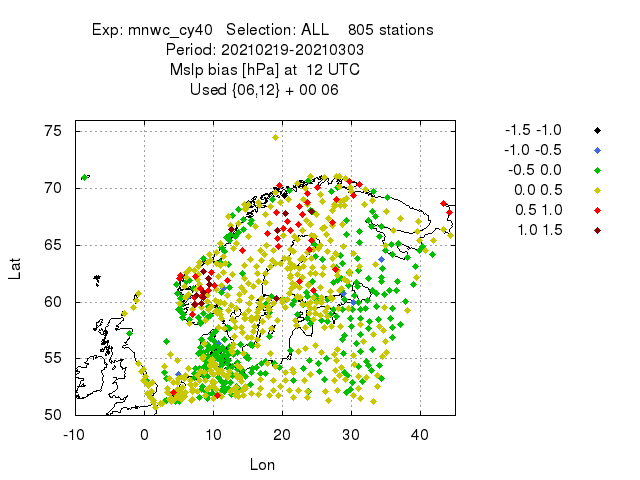 Exp: mnwc_cy40   Selection: ALL    805 stations
Period: 20210219-20210303
Mslp bias [hPa] at  12 UTC
Used {06,12} + 00 06
75
70
65
60
55
50
Lat
-10 0 10 20 30 40
Lon
-1.5 -1.0
-1.0 -0.5
-0.5 0.0
0.0 0.5
0.5 1.0
1.0 1.5